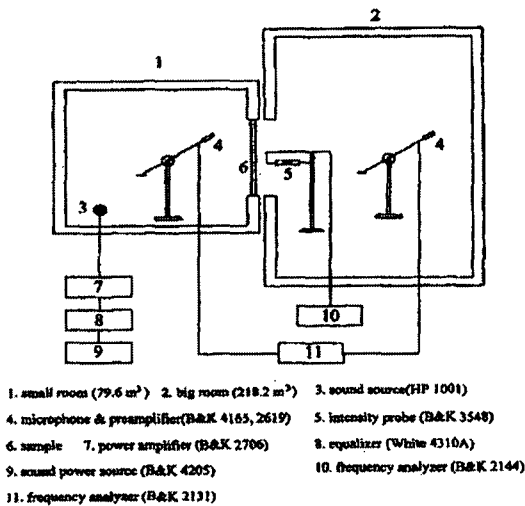 1
2
3
4
6
5
4
7
8
9
10
11
1. small room (79.6 m³) 2. big room (218.2 m³) 3. sound source(HP 1001)
4. microphone & preamplifier(B&K 4165, 2619) 5. intensity probe (B&K 3548)
6. sample 7. power amplifier (B&K 2706) 8. equalizer (White 4310A)
9. sound power source (B&K 4205) 10. frequency analyzer (B&K 2144)
11. frequency analyzer (B&K 2131)